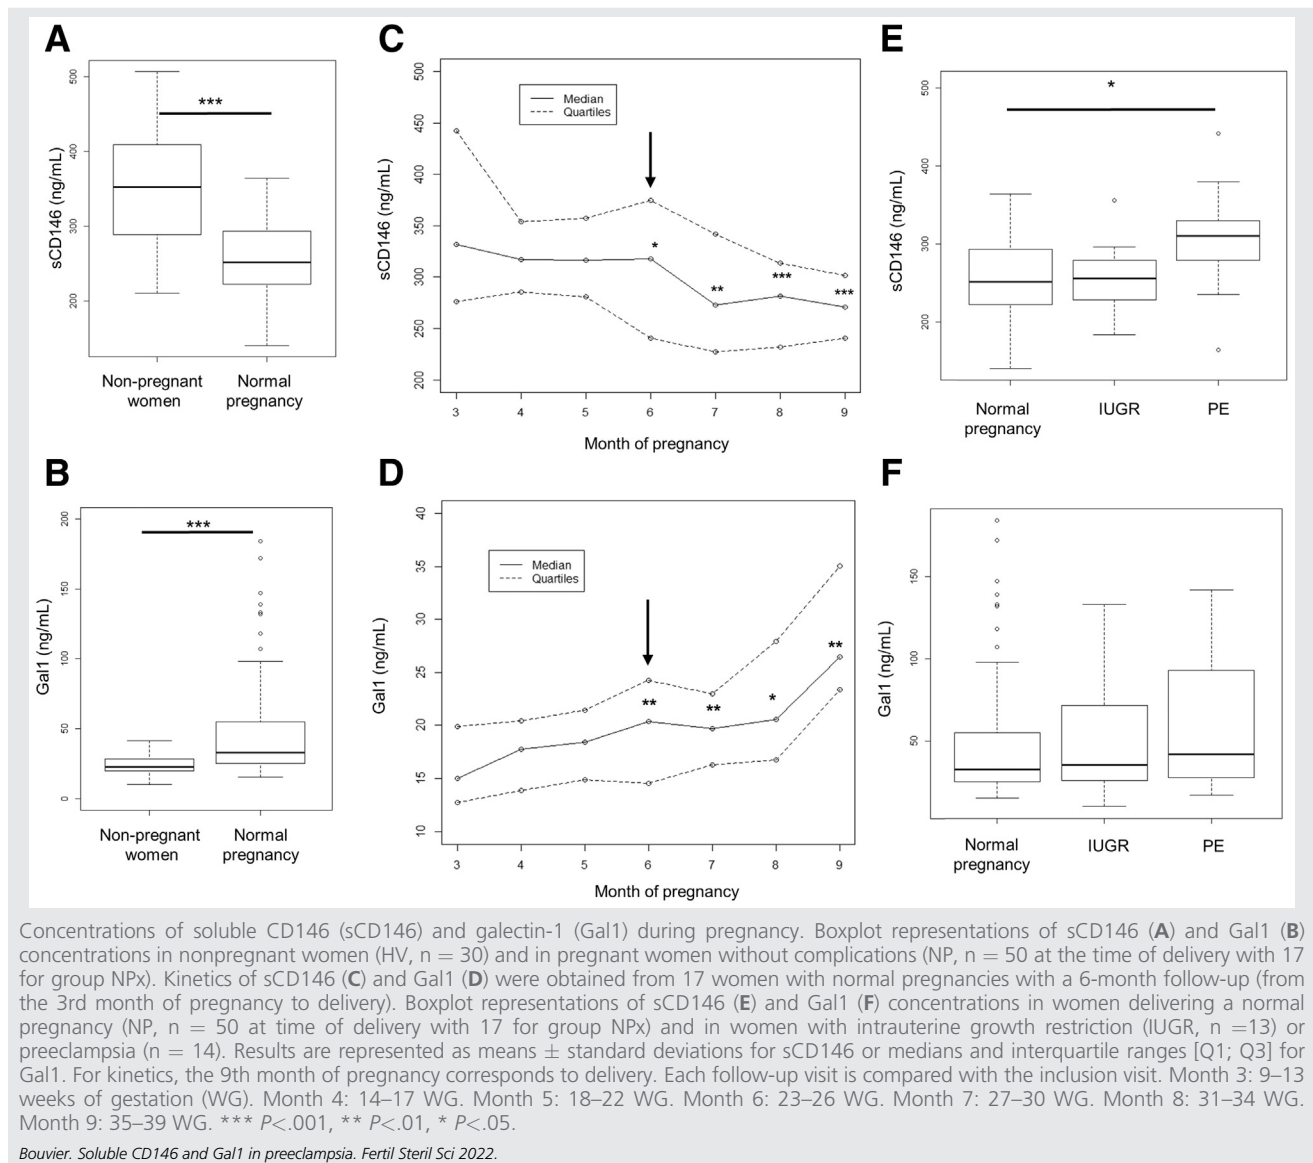 A
500
400
300
200
sCD146 (ng/mL)
***
Non-pregnant
women
Normal
pregnancy
B
200
150
100
50
0
Gal1 (ng/mL)
***
Non-pregnant
women
Normal
pregnancy
C
500
450
400
350
300
250
200
sCD146 (ng/mL)
Median
Quartiles
*
**
***
***
3 4 5 6 7 8 9
Month of pregnancy
D
40
35
30
25
20
15
10
Gal1 (ng/mL)
Median
Quartiles
**
**
*
**
3 4 5 6 7 8 9
Month of pregnancy
E
500
400
300
200
sCD146 (ng/mL)
*
Normal
pregnancy
IUGR
PE
F
150
100
50
Gal1 (ng/mL)
Normal
pregnancy
IUGR
PE
Concentrations of soluble CD146 (sCD146) and galectin-1 (Gal1) during pregnancy. Boxplot representations of sCD146 (A) and Gal1 (B)
concentrations in nonpregnant women (HV, n = 30) and in pregnant women without complications (NP, n = 50 at the time of delivery with 17
for group NPx). Kinetics of sCD146 (C) and Gal1 (D) were obtained from 17 women with normal pregnancies with a 6-month follow-up (from
the 3rd month of pregnancy to delivery). Boxplot representations of sCD146 (E) and Gal1 (F) concentrations in women delivering a normal
pregnancy (NP, n = 50 at time of delivery with 17 for group NPx) and in women with intrauterine growth restriction (IUGR, n =13) or
preeclampsia (n = 14). Results are represented as means ± standard deviations for sCD146 or medians and interquartile ranges [Q1; Q3] for
Gal1. For kinetics, the 9th month of pregnancy corresponds to delivery. Each follow-up visit is compared with the inclusion visit. Month 3: 9–13
weeks of gestation (WG). Month 4: 14–17 WG. Month 5: 18–22 WG. Month 6: 23–26 WG. Month 7: 27–30 WG. Month 8: 31–34 WG.
Month 9: 35–39 WG. *** P<.001, ** P<.01, * P<.05.
Bouvier. Soluble CD146 and Gal1 in preeclampsia. Fertil Steril Sci 2022.